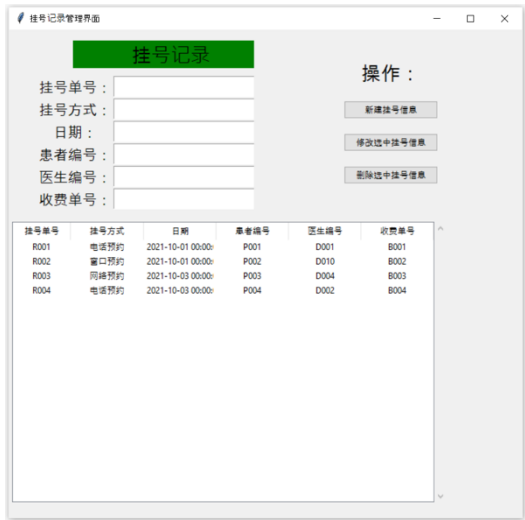 挂号记录管理界面
挂号记录
操作：
挂号单号：
挂号方式：
日期：
患者编号：
医生编号：
收费单号：
新建挂号信息
修改选中挂号信息
删除选中挂号信息
挂号单号 挂号方式 日期 患者编号 医生编号 收费单号
R001 电话预约 2021-10-01 00:00: P001 D001 B001
R002 窗口预约 2021-10-01 00:00: P002 D010 B002
R003 网络预约 2021-10-03 00:00: P003 D004 B003
R004 电话预约 2021-10-03 00:00: P004 D002 B004